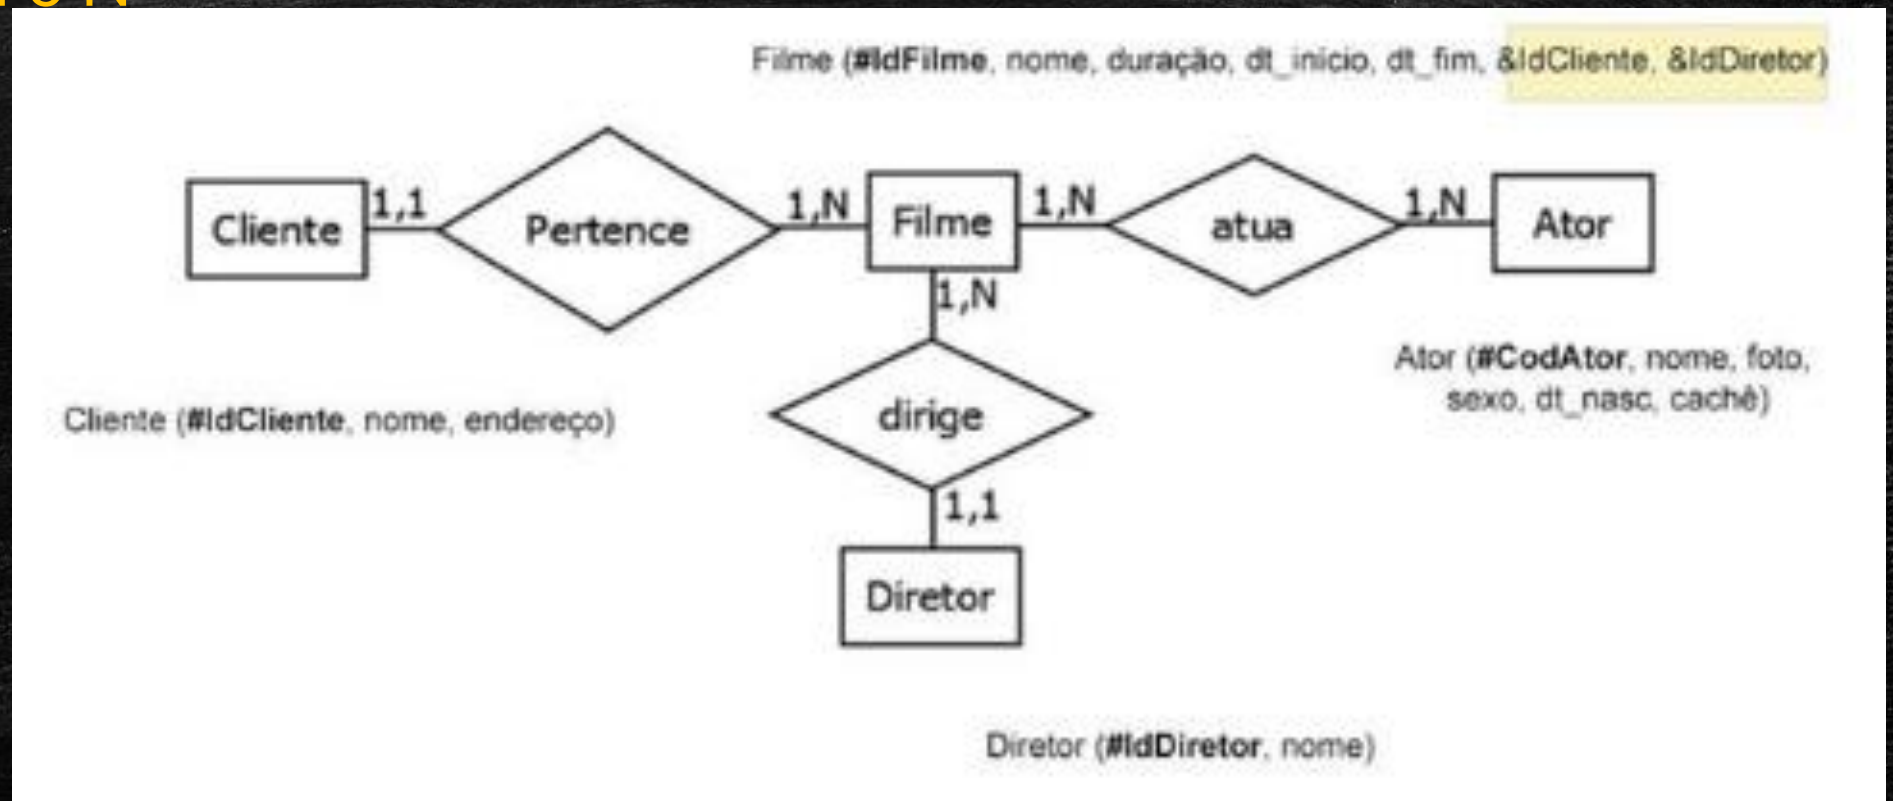 Filme (#IdFilme, nome, duração, dt_inicio, dt_fim, &IdCliente, &IdDiretor)
Cliente
1,1
Pertence
1,N
Filme
1,N
atua
1,N
Ator
1,N
dirige
1,1
Diretor
Ator (#CodAtor, nome, foto,
sexo, dt_nasc, cachê)
Cliente (#IdCliente, nome, endereço)
Diretor (#IdDiretor, nome)